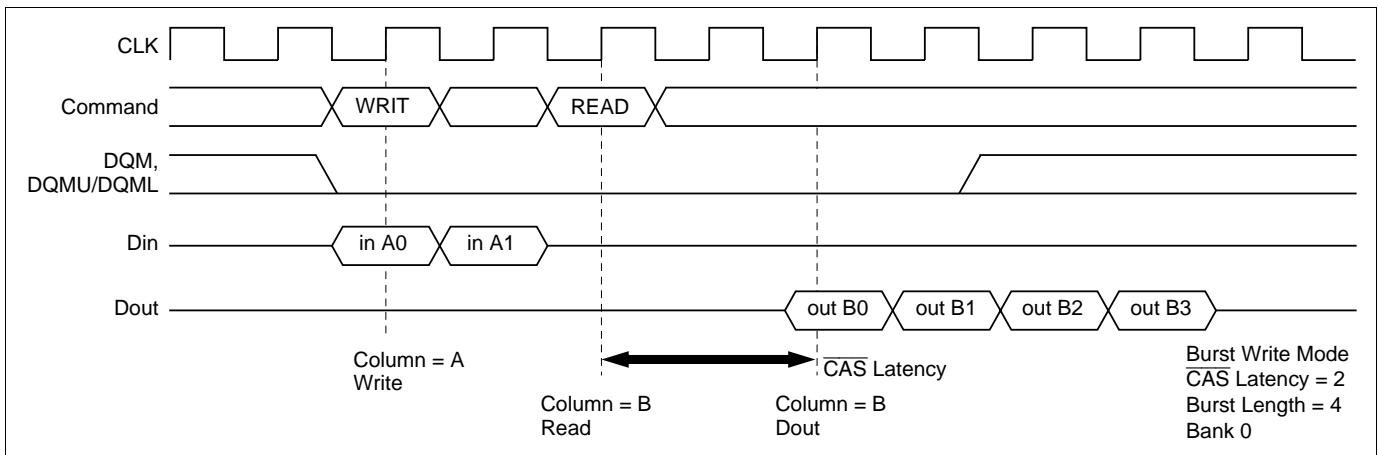 CLK
Command
WRIT
READ
DQM,
DQMU/DQML
Din
in A0
in A1
Dout
out B0
out B1
out B2
out B3
Column = A
Write
CAS Latency
Column = B
Read
Column = B
Dout
Burst Write Mode
CAS Latency = 2
Burst Length = 4
Bank 0